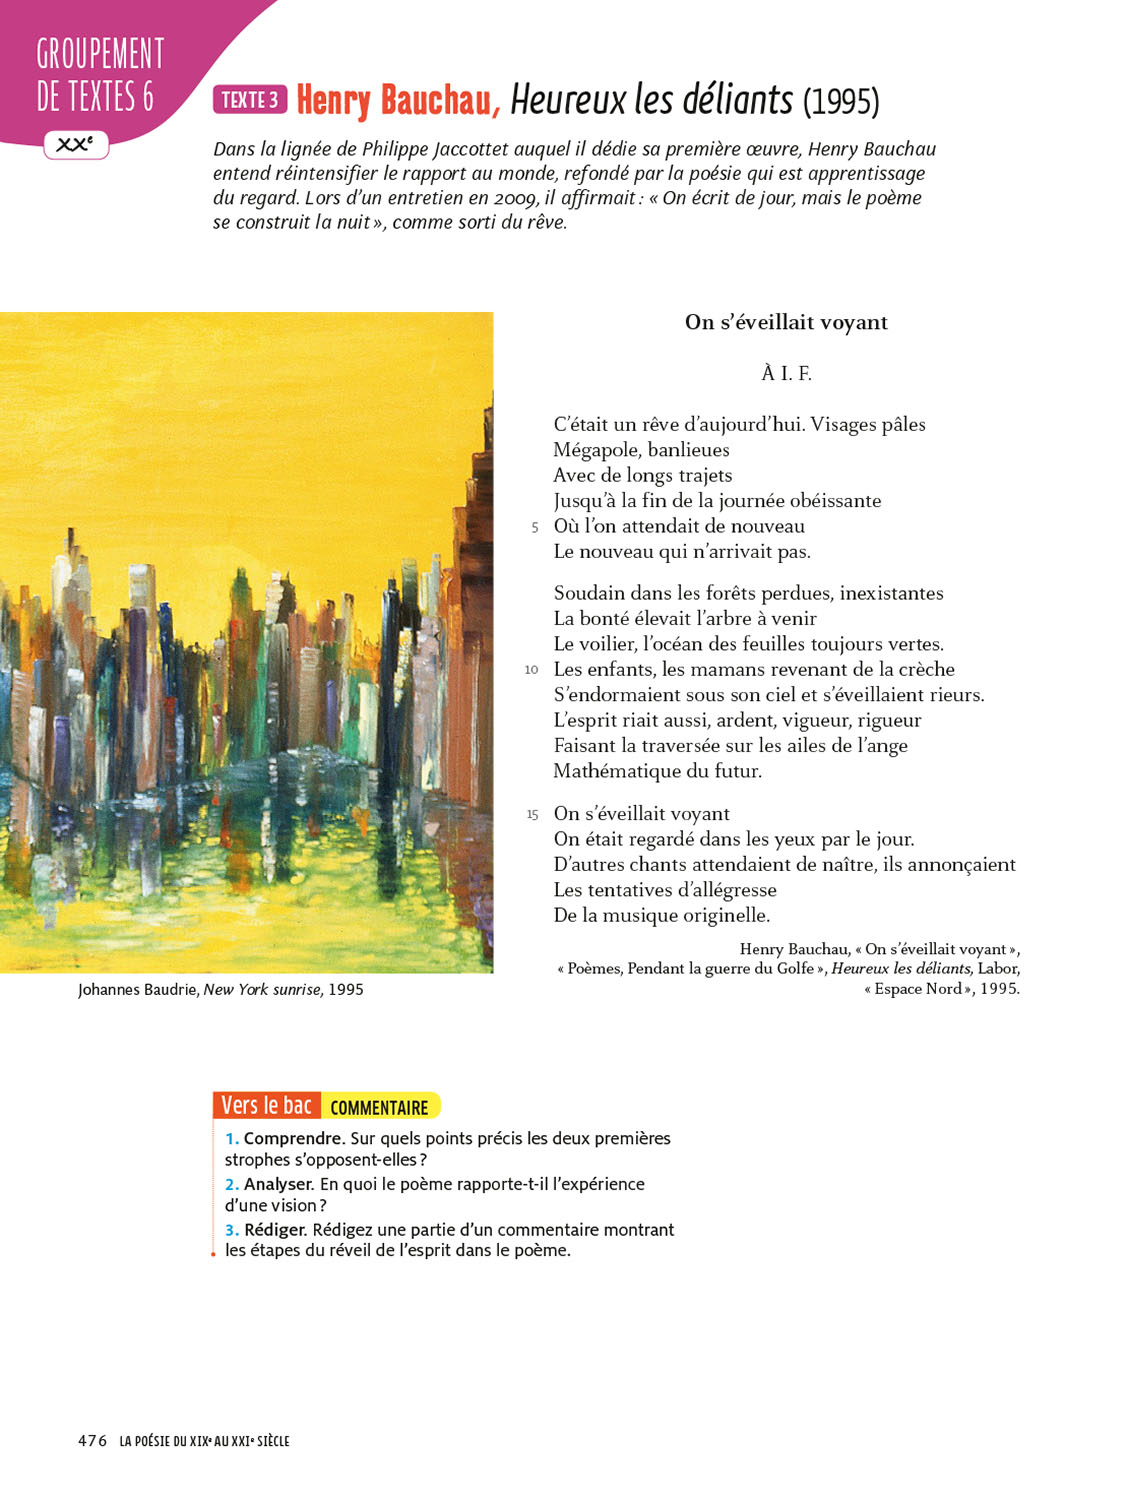 GROUPEMENT
DE TEXTES 6
XXe
TEXTE 3 Henry Bauchau, Heureux les déliants (1995)
Dans la lignée de Philippe Jaccottet auquel il dédie sa première œuvre, Henry Bauchau
entend réintensifier le rapport au monde, refondé par la poésie qui est apprentissage
du regard. Lors d’un entretien en 2009, il affirmait : « On écrit de jour, mais le poème
se construit la nuit », comme sorti du rêve.
On s’éveillait voyant
À I. F.
C’était un rêve d’aujourd’hui. Visages pâles
Mégapole, banlieues
Avec de longs trajets
Jusqu’à la fin de la journée obéissante
5 Où l’on attendait de nouveau
Le nouveau qui n’arrivait pas.
Soudain dans les forêts perdues, inexistantes
La bonté élevait l’arbre à venir
Le voilier, l’océan des feuilles toujours vertes.
10 Les enfants, les mamans revenant de la crèche
S’endormaient sous son ciel et s’éveillaient rieurs.
L’esprit riait aussi, ardent, vigueur, rigueur
Faisant la traversée sur les ailes de l’ange
Mathématique du futur.
15 On s’éveillait voyant
On était regardé dans les yeux par le jour.
D’autres chants attendaient de naître, ils annonçaient
Les tentatives d’allégresse
De la musique originelle.
Henry Bauchau, « On s’éveillait voyant »,
« Poèmes, Pendant la guerre du Golfe », Heureux les déliants, Labor,
« Espace Nord », 1995.
Johannes Baudrie, New York sunrise, 1995
Vers le bac COMMENTAIRE
1. Comprendre. Sur quels points précis les deux premières
strophes s’opposent-elles ?
2. Analyser. En quoi le poème rapporte-t-il l’expérience
d’une vision ?
3. Rédiger. Rédigez une partie d’un commentaire montrant
les étapes du réveil de l’esprit dans le poème.
476 LA POÉSIE DU XIXe AU XXIe SIÈCLE